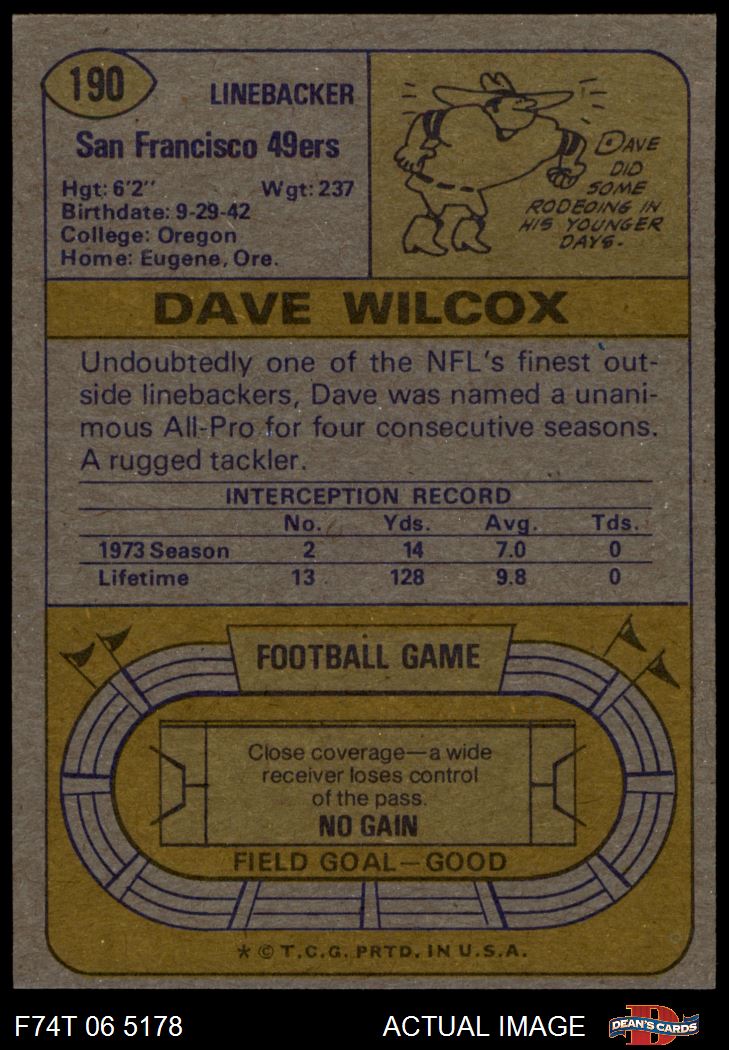 190
LINEBACKER
San Francisco 49ers
Hgt: 6'2" Wgt: 237
Birthdate: 9-29-42
College: Oregon
Home: Eugene, Ore.
DAVE
DID
SOME
RODEOING IN
HIS YOUNGER
DAYS.
DAVE WILCOX
Undoubtedly one of the NFL's finest out-
side linebackers, Dave was named a unani-
mous All-Pro for four consecutive seasons.
A rugged tackler.
INTERCEPTION RECORD
No. Yds. Avg. Tds.
1973 Season 2 14 7.0 0
Lifetime 13 128 9.8 0
FOOTBALL GAME
Close coverage—a wide
receiver loses control
of the pass.
NO GAIN
FIELD GOAL—GOOD
* © T.C.G. PRTD. IN U.S.A.
F74T 06 5178 ACTUAL IMAGE DEAN'S CARDS